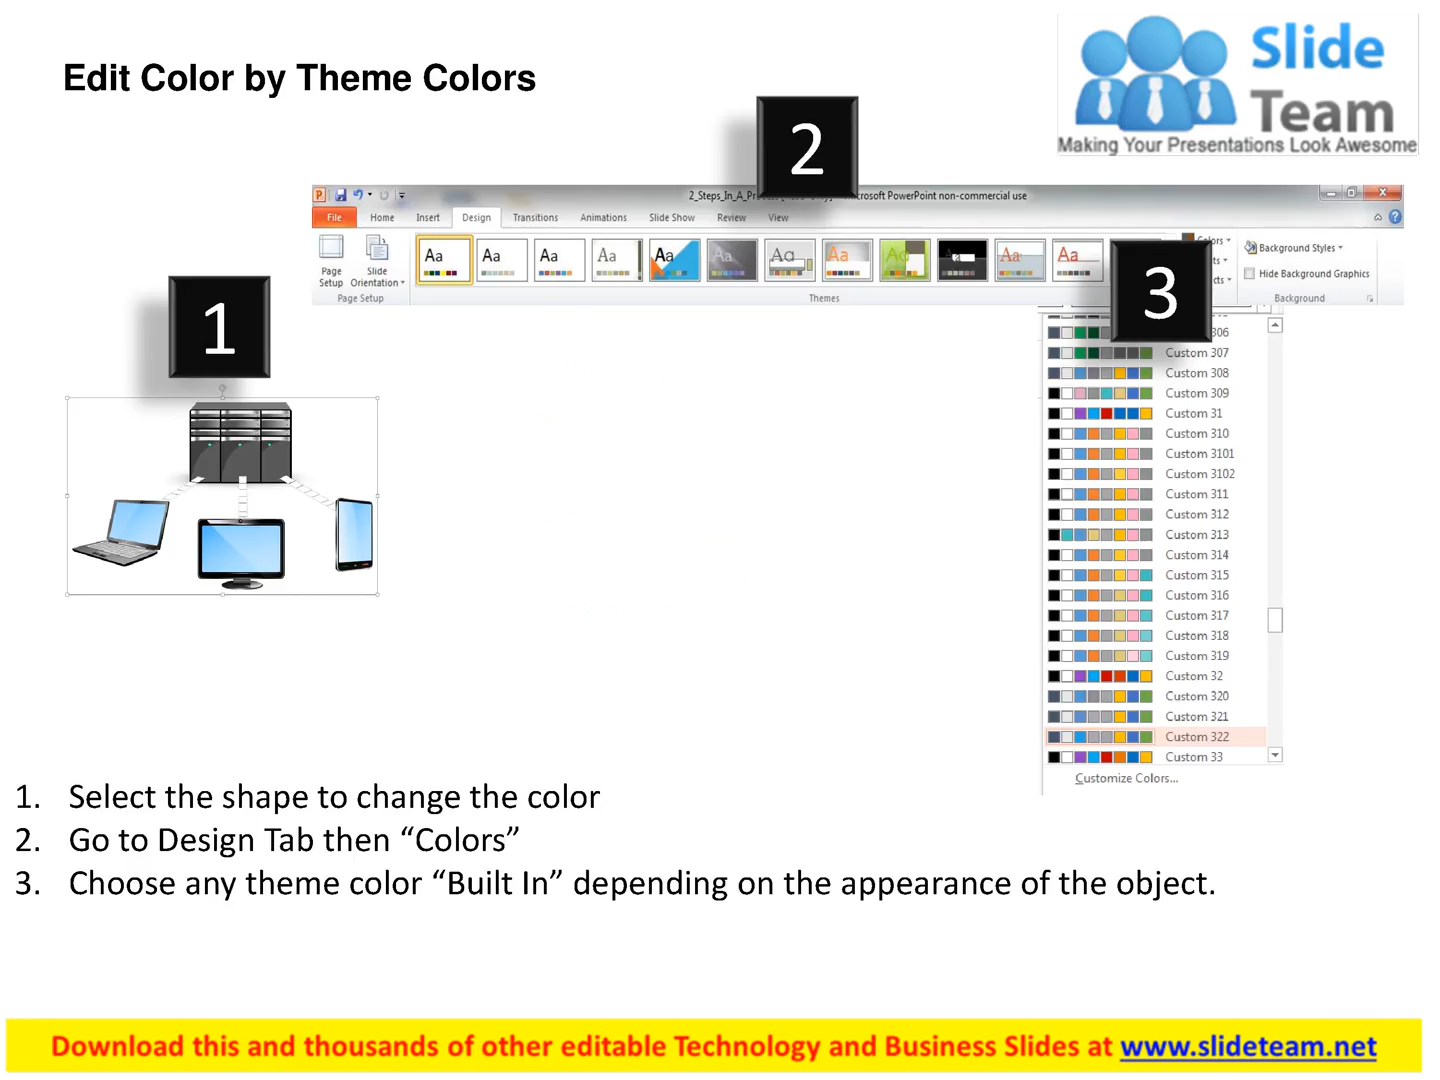 Edit Color by Theme Colors
Slide
Team
Making Your Presentations Look Awesome
2
Microsoft PowerPoint non-commercial use
File Home Insert Design Transitions Animations Slide Show Review View
Page Setup
Slide Orientation
Aa Aa Aa Aa Aa Aa Aa Aa Aa Aa Aa
Background Styles
Hide Background Graphics
Page Setup Themes Background
1
3
306
Custom 307
Custom 308
Custom 309
Custom 31
Custom 310
Custom 3101
Custom 3102
Custom 311
Custom 312
Custom 313
Custom 314
Custom 315
Custom 316
Custom 317
Custom 318
Custom 319
Custom 32
Custom 320
Custom 321
Custom 322
Custom 33
Customize Colors...
1. Select the shape to change the color
2. Go to Design Tab then “Colors”
3. Choose any theme color “Built In” depending on the appearance of the object.
Download this and thousands of other editable Technology and Business Slides at www.slideteam.net